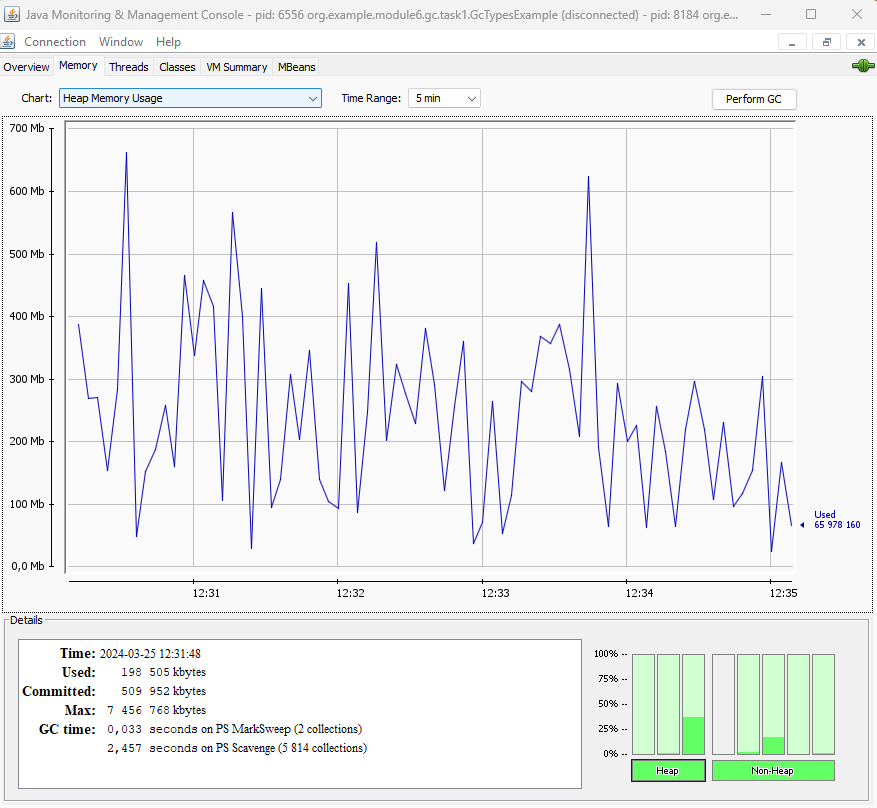 Java Monitoring & Management Console - pid: 6556 org.example.module6.gc.task1.GcTypesExample (disconnected) - pid: 8184 org.e...
Connection Window Help
Overview Memory Threads Classes VM Summary MBeans
Chart: Heap Memory Usage Time Range: 5 min Perform GC
700 Mb
600 Mb
500 Mb
400 Mb
300 Mb
200 Mb
100 Mb
0,0 Mb
Used
65 978 160
12:31 12:32 12:33 12:34 12:35
Details
Time: 2024-03-25 12:31:48
Used: 198 505 kbytes
Committed: 509 952 kbytes
Max: 7 456 768 kbytes
GC time: 0,033 seconds on PS MarkSweep (2 collections)
2,457 seconds on PS Scavenge (5 814 collections)
100% --
75% --
50% --
25% --
0% --
Heap Non-Heap